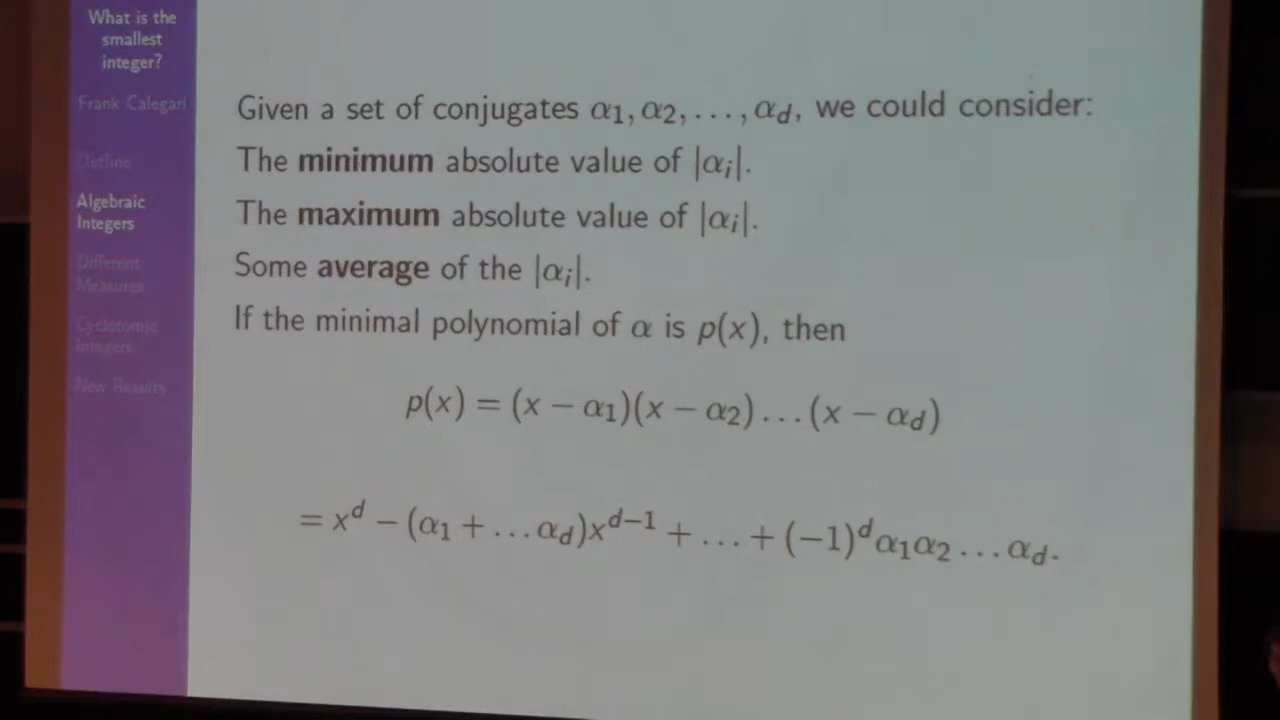 What is the
smallest
integer?
Frank Calegari
Outline
Algebraic
Integers
Different
Measures
Cyclotomic
Integers
New Results
Given a set of conjugates α₁, α₂, ..., α_d, we could consider:
The minimum absolute value of |α_i|.
The maximum absolute value of |α_i|.
Some average of the |α_i|.
If the minimal polynomial of α is p(x), then
p(x) = (x − α₁)(x − α₂)...(x − α_d)
= x^d − (α₁ + ...α_d)x^{d−1} + ... + (−1)^d α₁α₂...α_d.